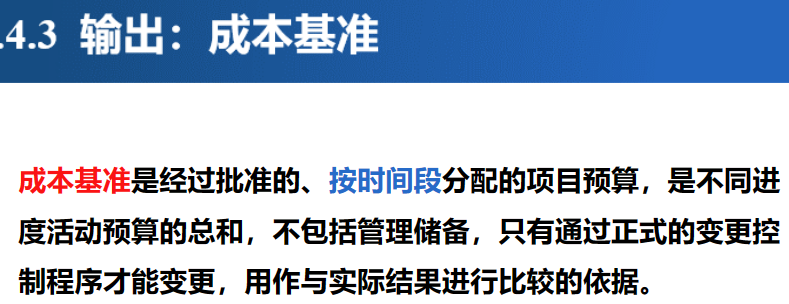 .4.3 输出：成本基准
成本基准是经过批准的、按时间段分配的项目预算，是不同进
度活动预算的总和，不包括管理储备，只有通过正式的变更控
制程序才能变更，用作与实际结果进行比较的依据。